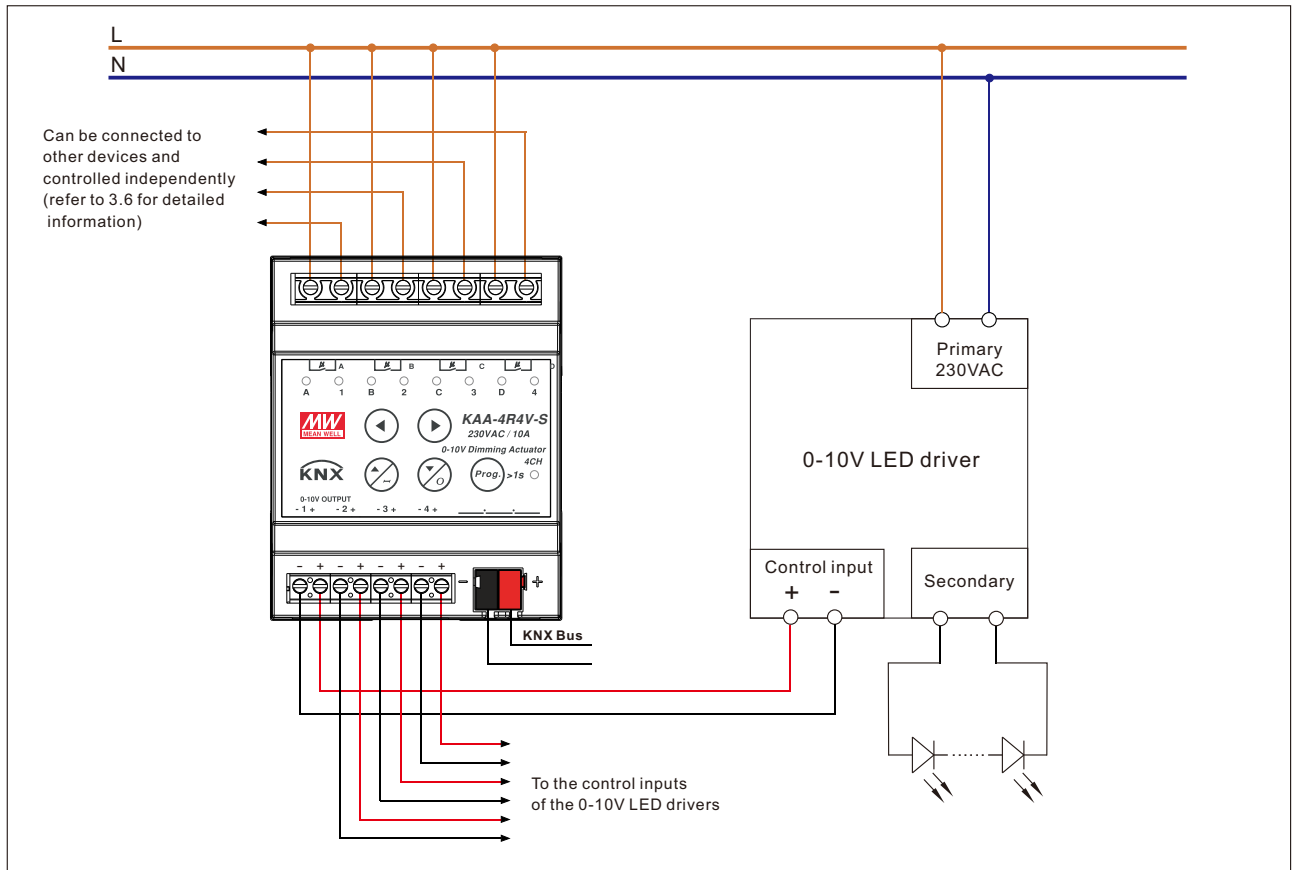 L
N
Can be connected to
other devices and
controlled independently
(refer to 3.6 for detailed
information)
A B C D
A 1 B 2 C 3 D 4
MW
MEAN WELL
KAA-4R4V-S
230VAC / 10A
0-10V Dimming Actuator
4CH
KNX
Prog. >1s
0-10V OUTPUT
- 1 + - 2 + - 3 + - 4 +
- + - + - + - +
- +
KNX Bus
Primary
230VAC
0-10V LED driver
Control input
+ -
Secondary
To the control inputs
of the 0-10V LED drivers